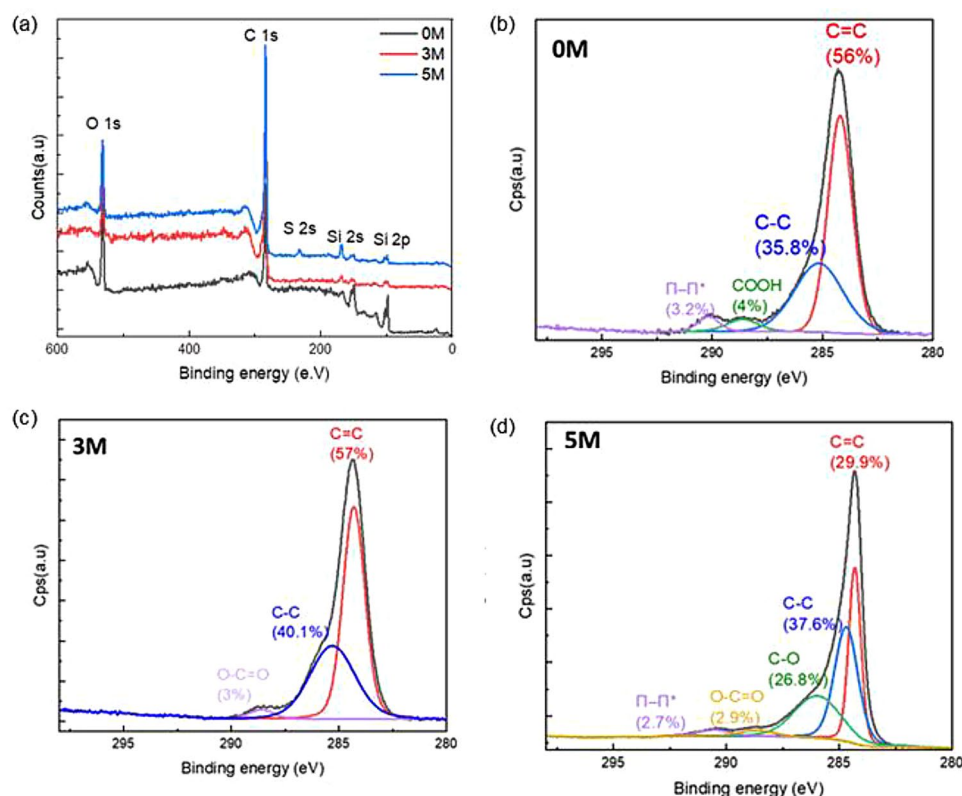 (a)
Counts(a.u)
O 1s
C 1s
S 2s
Si 2s
Si 2p
0M
3M
5M
600
400
200
0
Binding energy (e.V)
(b)
0M
Cps(a.u)
C=C
(56%)
C-C
(35.8%)
COOH
(4%)
Π–Π*
(3.2%)
295
290
285
280
Binding energy (eV)
(c)
3M
Cps(a.u)
C=C
(57%)
C-C
(40.1%)
O-C=O
(3%)
295
290
285
280
Binding energy (eV)
(d)
5M
Cps(a.u)
C=C
(29.9%)
C-C
(37.6%)
C-O
(26.8%)
O-C=O
(2.9%)
Π–Π*
(2.7%)
295
290
285
280
Binding energy (eV)